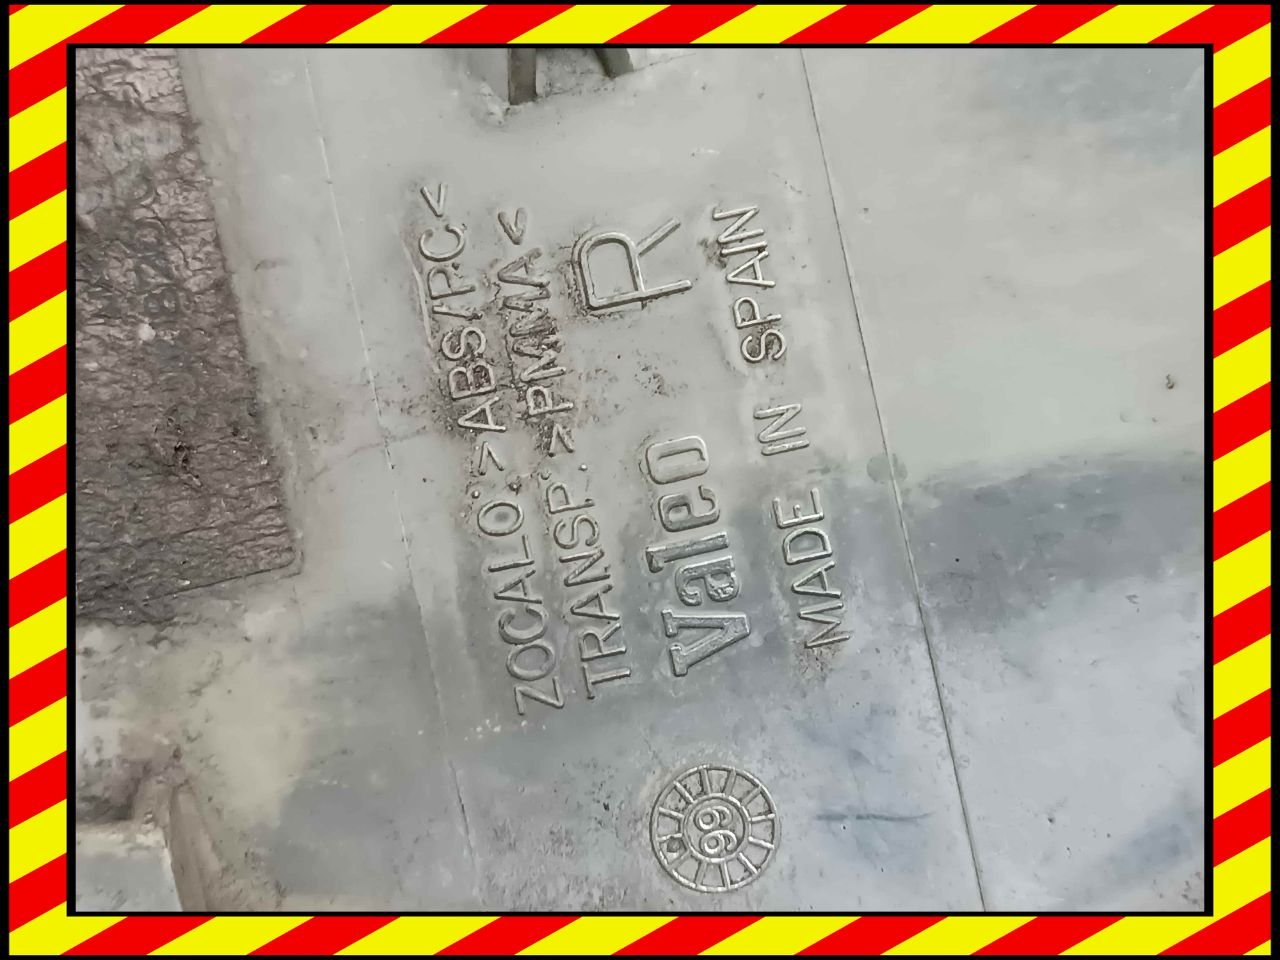 ZOCALO: >ABS/PC<
TRANSP.: >PMMA<
Valeo R
MADE IN SPAIN
99